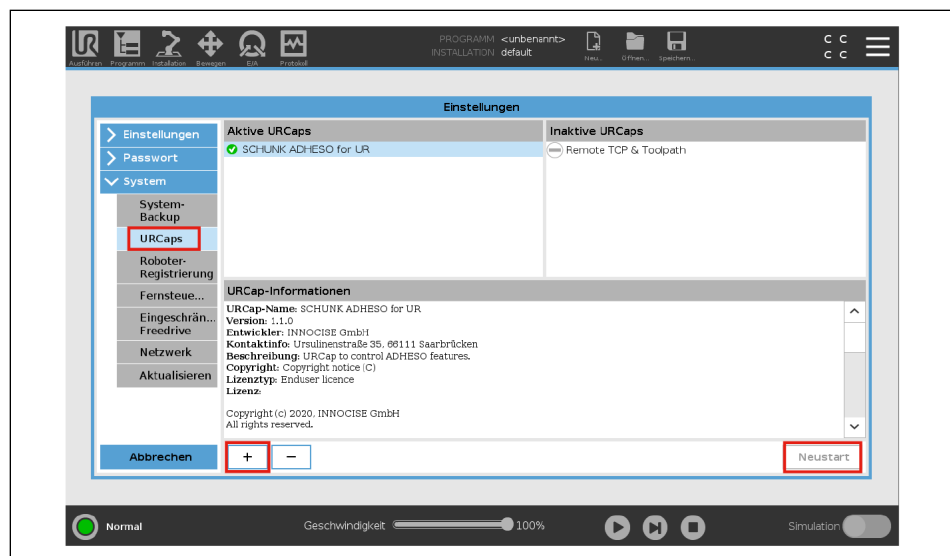 PROGRAMM <unbenannt>
INSTALLATION default
Ausführen Programm Installation Bewegen E/A Protokoll Neu... Öffnen... Speichern...
C C
C C
Einstellungen
Einstellungen
Passwort
System
System-
Backup
URCaps
Roboter-
Registrierung
Fernsteue...
Eingeschrän...
Freedrive
Netzwerk
Aktualisieren
Abbrechen
Aktive URCaps
SCHUNK ADHESO for UR
Inaktive URCaps
Remote TCP & Toolpath
URCap-Informationen
URCap-Name: SCHUNK ADHESO for UR
Version: 1.1.0
Entwickler: INNOCISE GmbH
Kontaktinfo: Ursulinenstraße 35, 66111 Saarbrücken
Beschreibung: URCap to control ADHESO features.
Copyright: Copyright notice (C)
Lizenztyp: Enduser licence
Lizenz:
Copyright (c) 2020, INNOCISE GmbH
All rights reserved.
+ −
Neustart
Normal
Geschwindigkeit 100%
Simulation